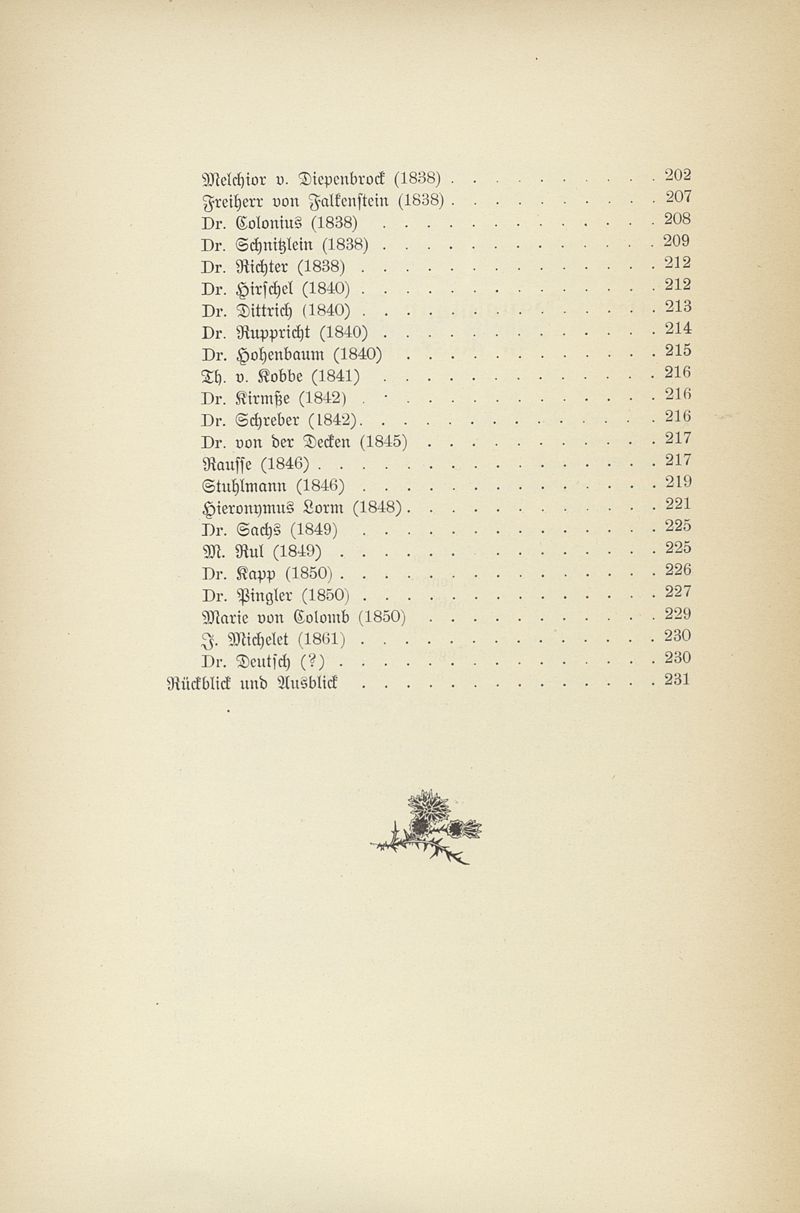 Melchior v. Diepenbrock (1838) . . . . . . . . . . 202
Freiherr von Falkenstein (1838) . . . . . . . . . . 207
Dr. Colonius (1838) . . . . . . . . . . . . . 208
Dr. Schnitzlein (1838) . . . . . . . . . . . . . 209
Dr. Richter (1838) . . . . . . . . . . . . . . 212
Dr. Hirschel (1840) . . . . . . . . . . . . . . 212
Dr. Dittrich (1840) . . . . . . . . . . . . . . 213
Dr. Ruppricht (1840) . . . . . . . . . . . . . 214
Dr. Hohenbaum (1840) . . . . . . . . . . . . 215
Th. v. Kobbe (1841) . . . . . . . . . . . . . 216
Dr. Kirmße (1842) . . . . . . . . . . . . . . 216
Dr. Schreber (1842) . . . . . . . . . . . . . . 216
Dr. von der Decken (1845) . . . . . . . . . . . 217
Rausse (1846) . . . . . . . . . . . . . . . . 217
Stuhlmann (1846) . . . . . . . . . . . . . . 219
Hieronymus Lorm (1848) . . . . . . . . . . . . 221
Dr. Sachs (1849) . . . . . . . . . . . . . . 225
M. Rul (1849) . . . . . . . . . . . . . . . 225
Dr. Kapp (1850) . . . . . . . . . . . . . . . 226
Dr. Pingler (1850) . . . . . . . . . . . . . . 227
Marie von Colomb (1850) . . . . . . . . . . . 229
J. Michelet (1861) . . . . . . . . . . . . . . 230
Dr. Deutsch (?) . . . . . . . . . . . . . . . 230
Rückblick und Ausblick . . . . . . . . . . . . . . 231